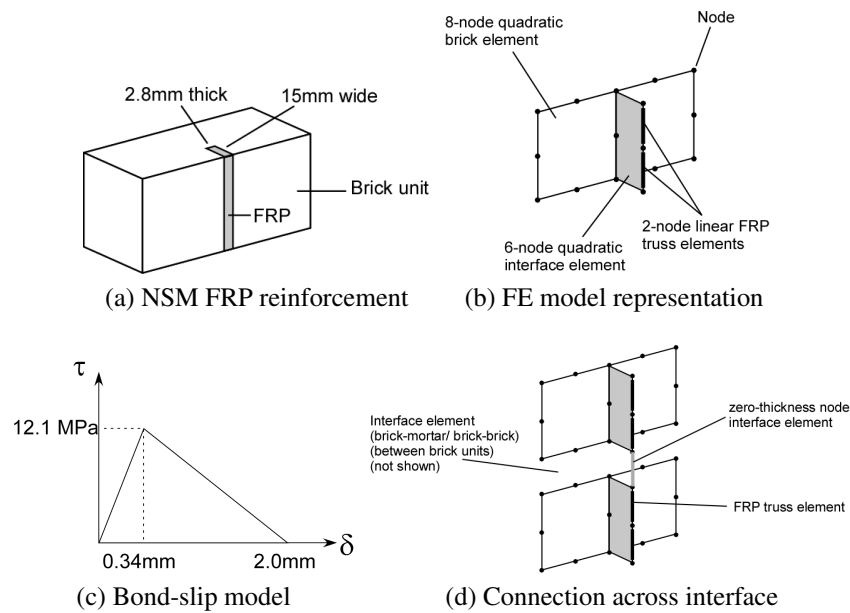 2.8mm thick
15mm wide
Brick unit
FRP
(a) NSM FRP reinforcement
8-node quadratic
brick element
Node
6-node quadratic
interface element
2-node linear FRP
truss elements
(b) FE model representation
τ
12.1 MPa
0.34mm
2.0mm
δ
(c) Bond-slip model
Interface element
(brick-mortar/ brick-brick)
(between brick units)
(not shown)
zero-thickness node
interface element
FRP truss element
(d) Connection across interface